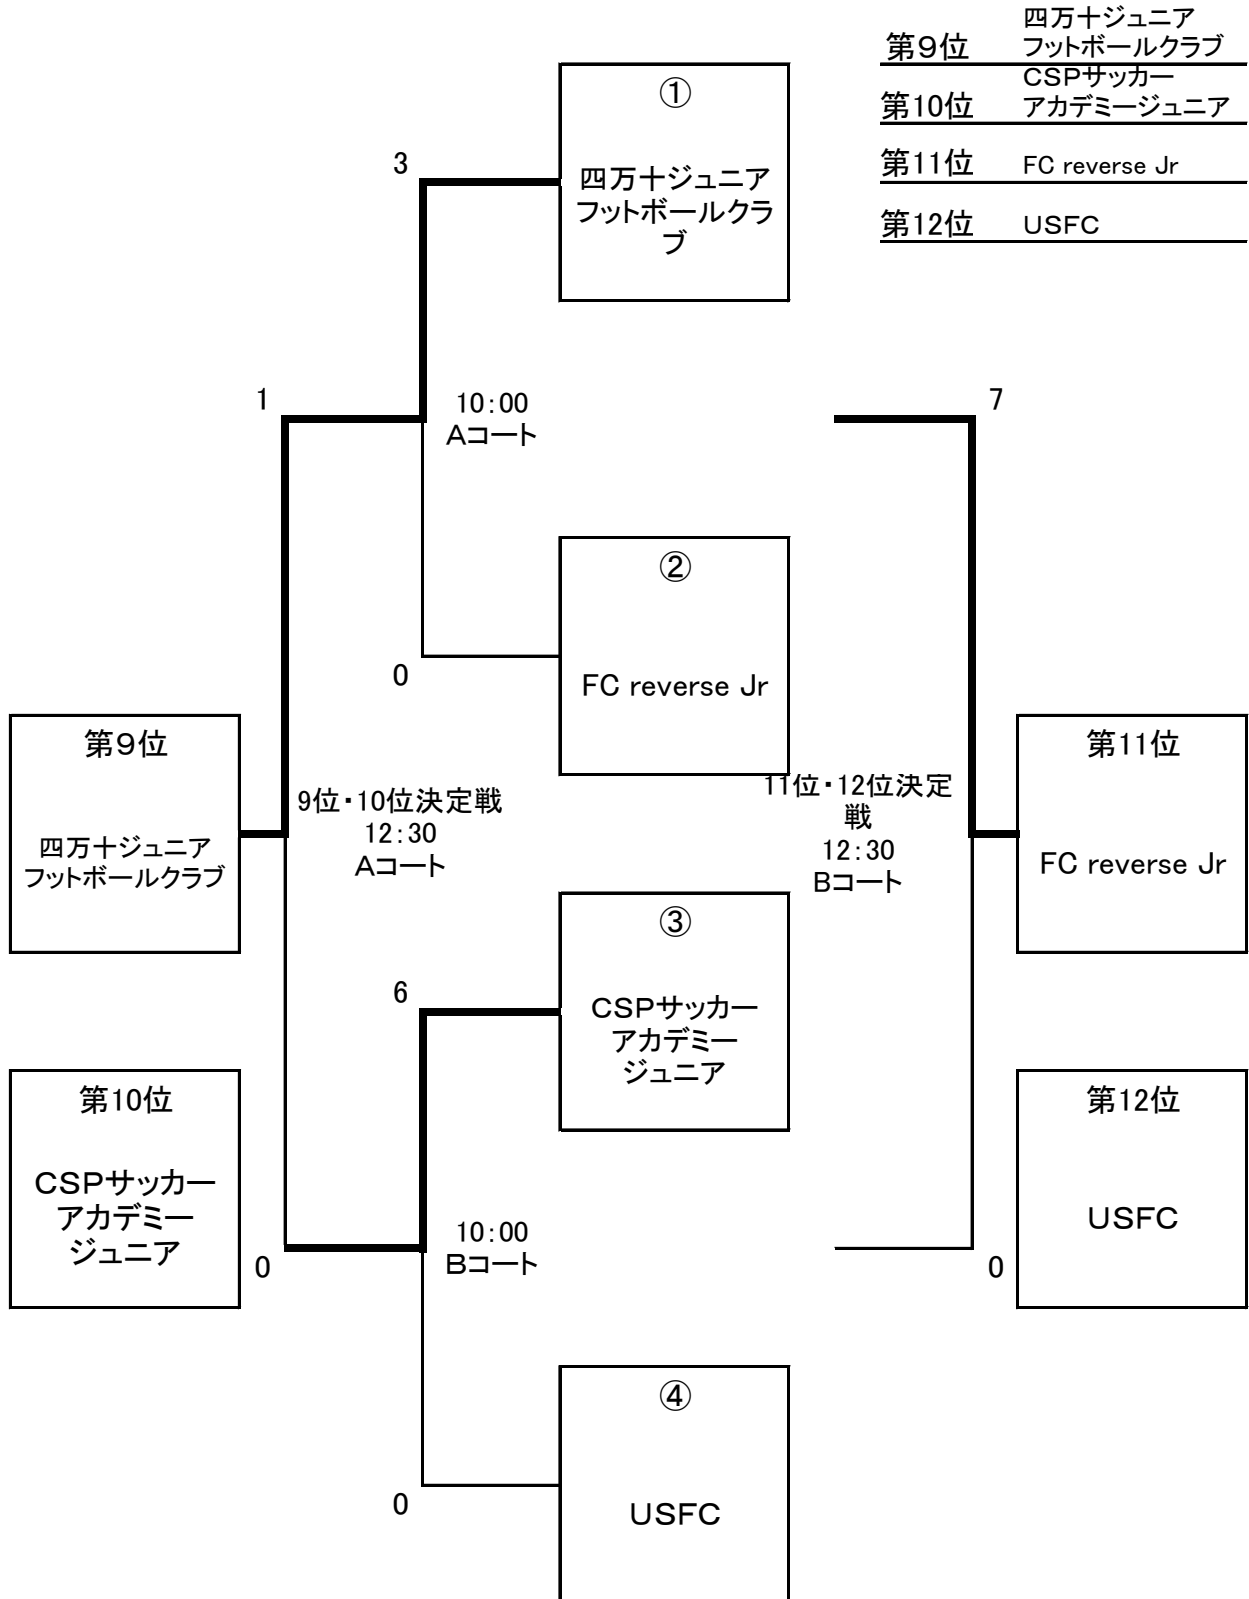 第9位 四万十ジュニア
フットボールクラブ
第10位 CSPサッカー
アカデミージュニア
第11位 FC reverse Jr
第12位 USFC
①
四万十ジュニア
フットボールクラ
ブ
3
1
10:00
Aコート
7
②
FC reverse Jr
0
第9位
四万十ジュニア
フットボールクラブ
9位・10位決定戦
12:30
Aコート
11位・12位決定
戦
12:30
Bコート
第11位
FC reverse Jr
③
CSPサッカー
アカデミー
ジュニア
6
第10位
CSPサッカー
アカデミー
ジュニア
0
10:00
Bコート
0
第12位
USFC
④
USFC
0